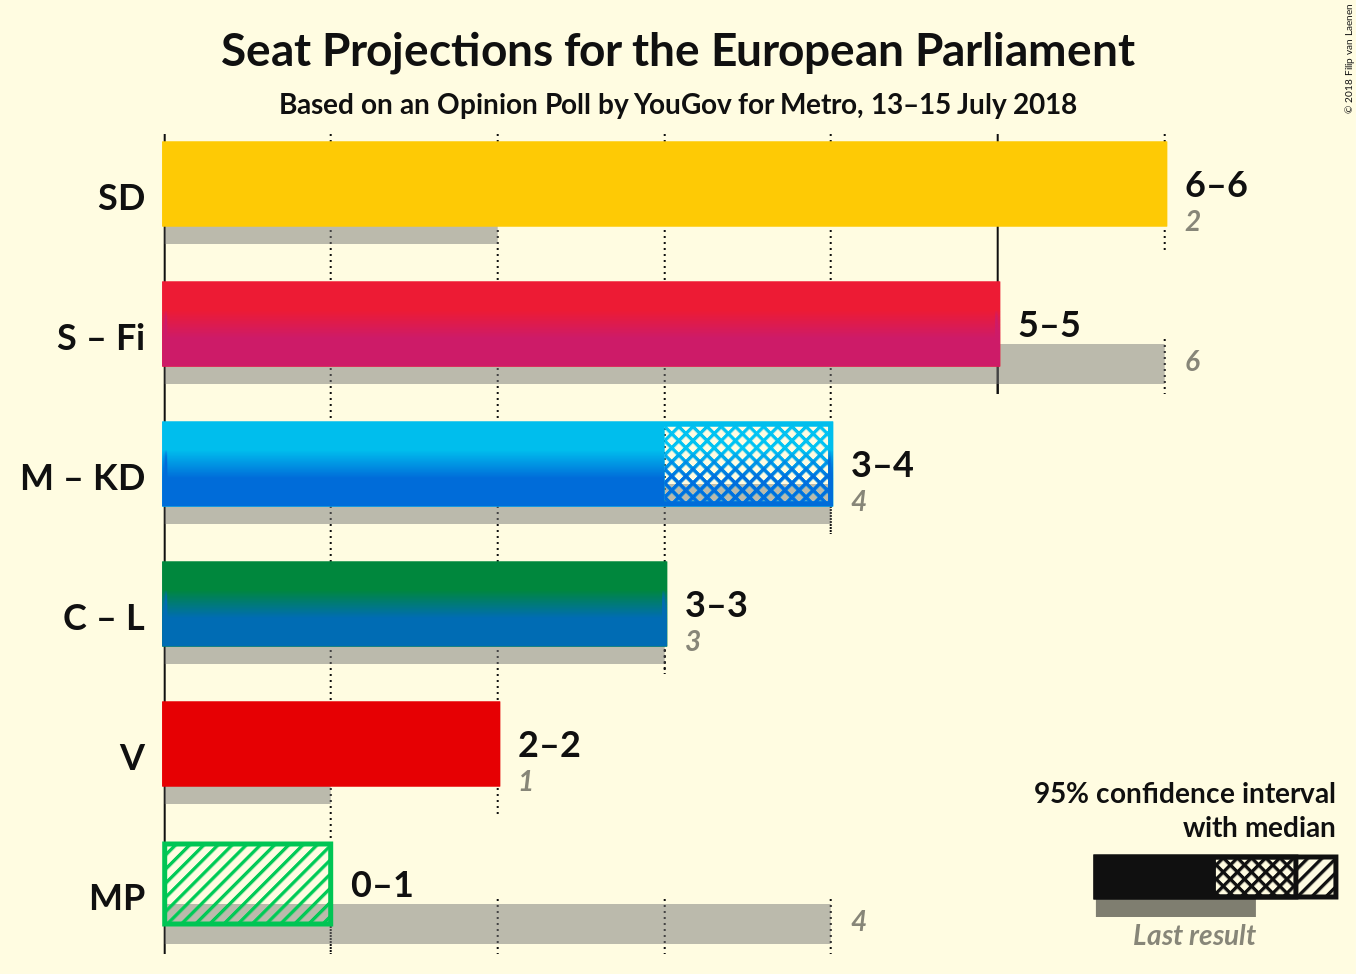 Seat Projections for the European Parliament
Based on an Opinion Poll by YouGov for Metro, 13–15 July 2018
© 2018 Filip van Laenen
SD
6–6
2
S – Fi
5–5
6
M – KD
3–4
4
C – L
3–3
3
V
2–2
1
MP
0–1
4
95% confidence interval
with median
Last result